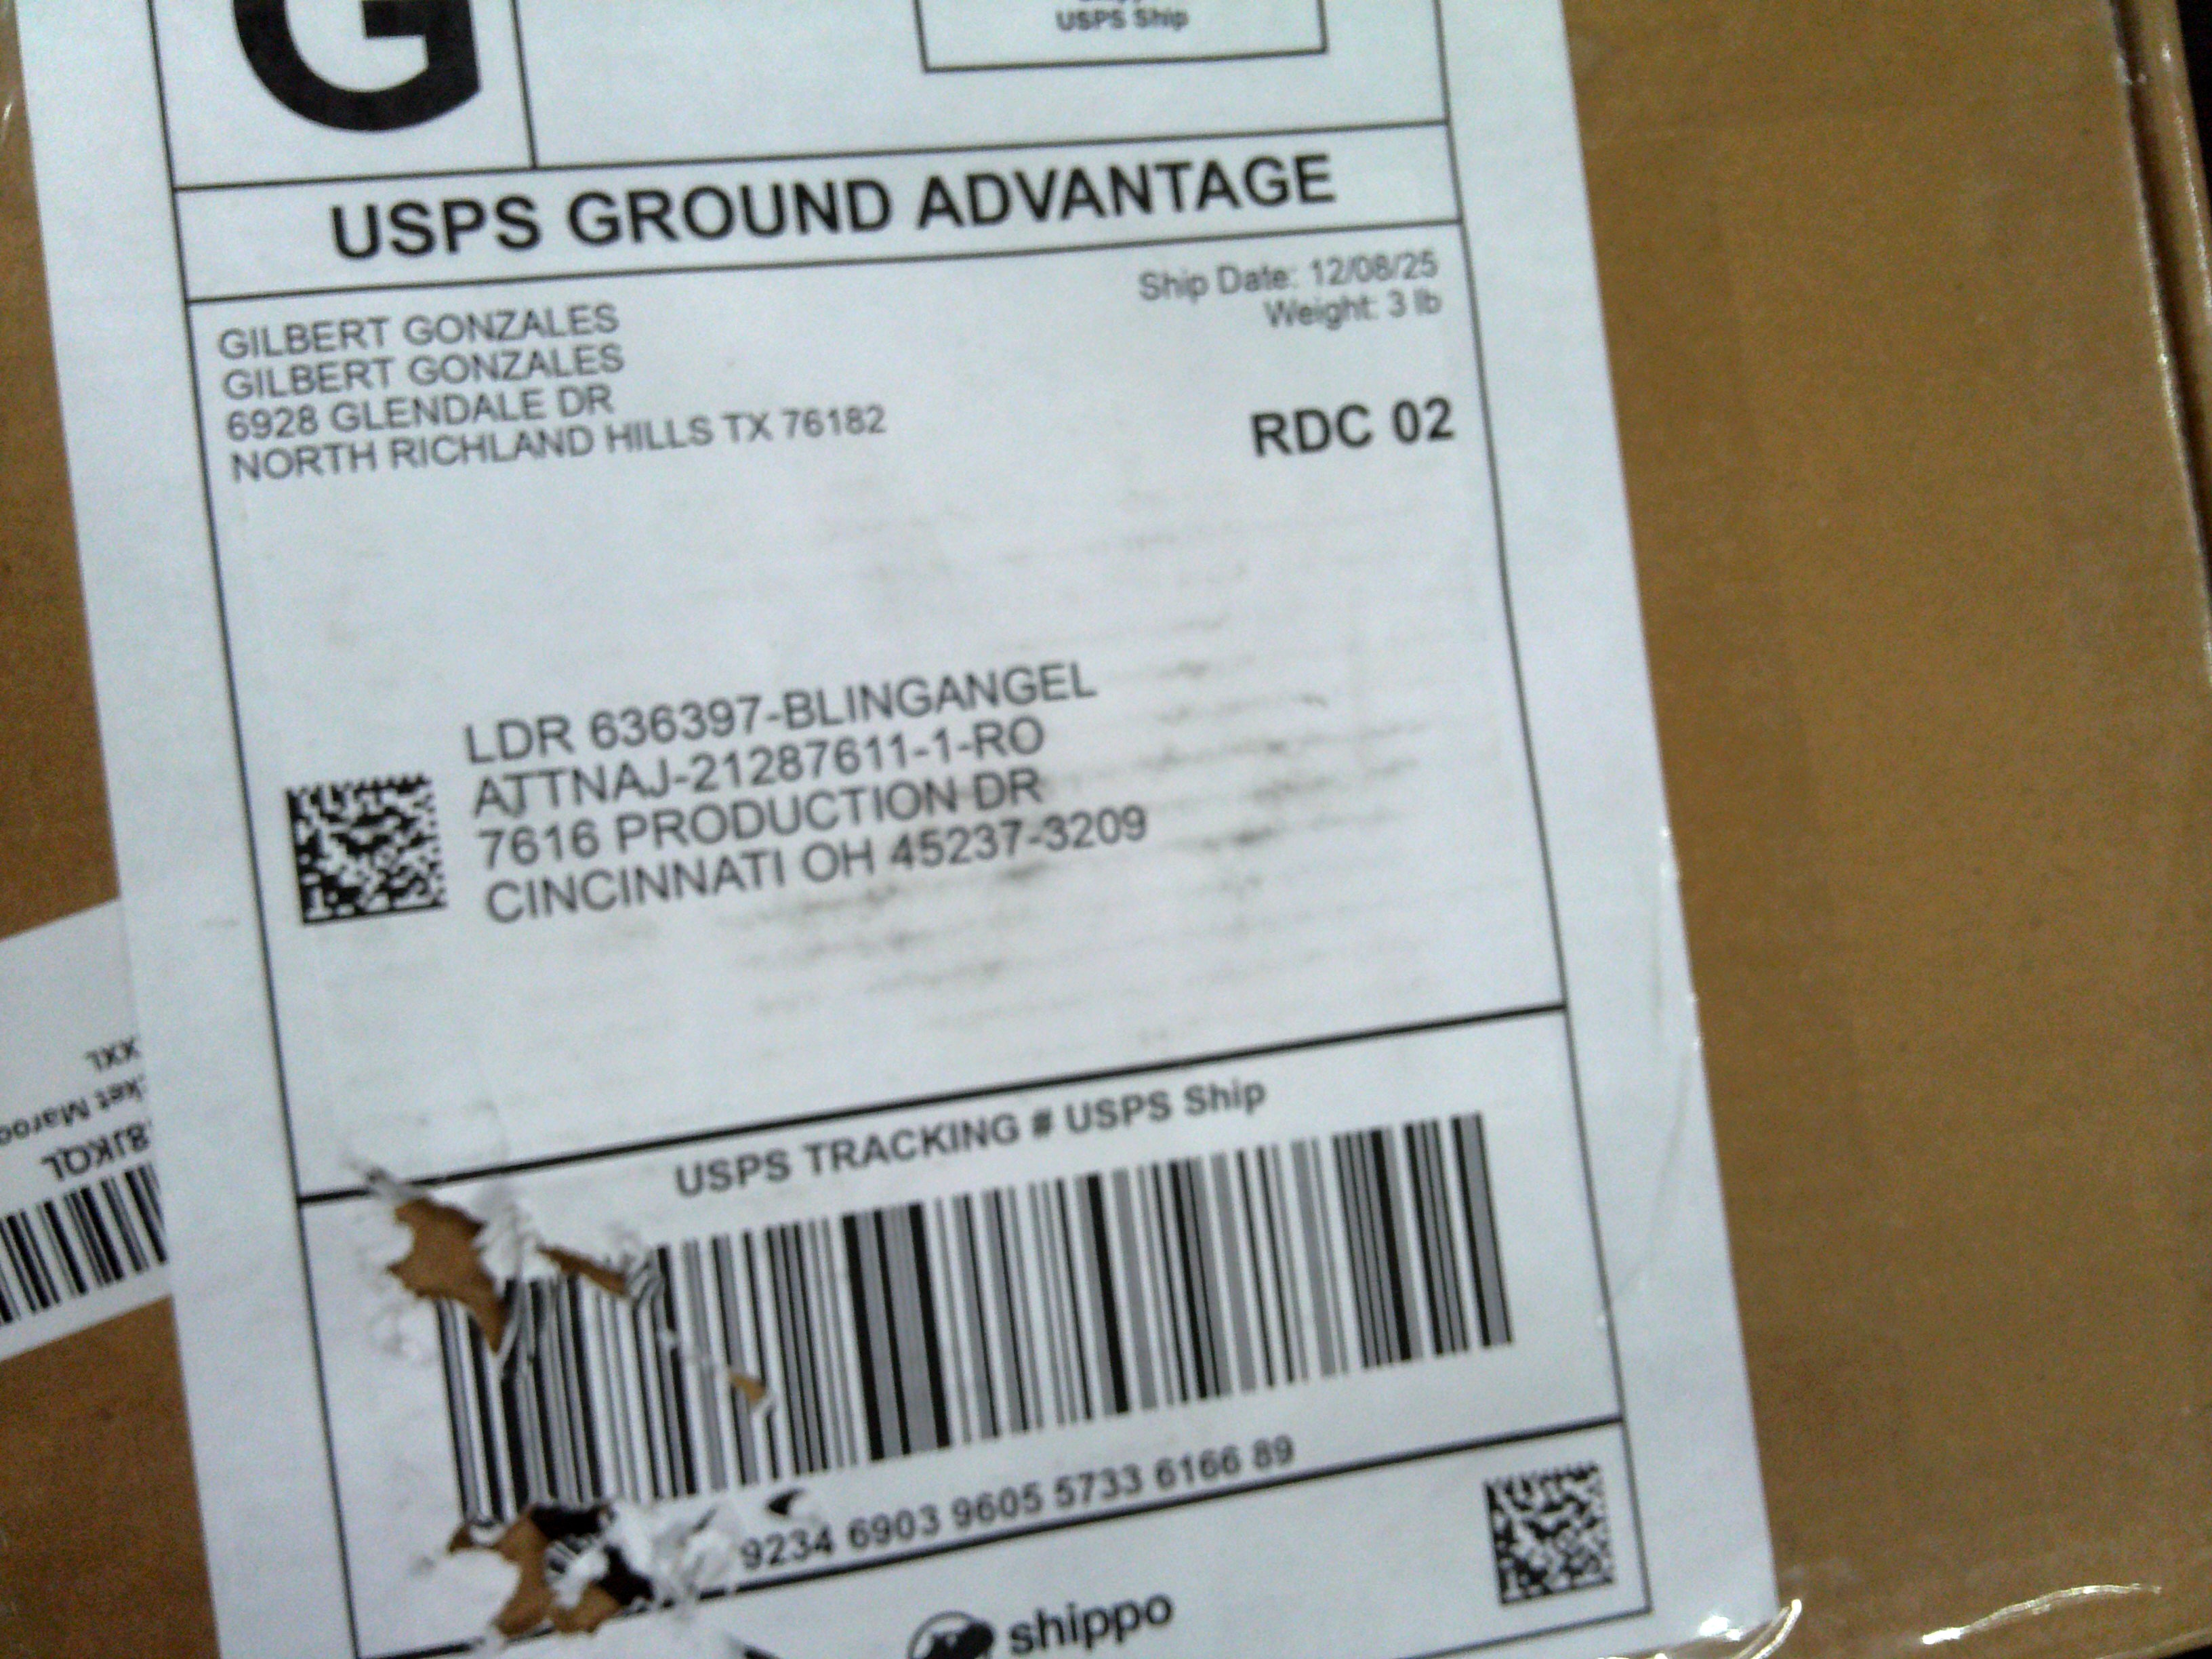 G
USPS Ship
USPS GROUND ADVANTAGE
Ship Date: 12/08/25
Weight: 3 lb
GILBERT GONZALES
GILBERT GONZALES
6928 GLENDALE DR
NORTH RICHLAND HILLS TX 76182
RDC 02
LDR 636397-BLINGANGEL
ATTNAJ-21287611-1-RO
7616 PRODUCTION DR
CINCINNATI OH 45237-3209
USPS TRACKING # USPS Ship
9234 6903 9605 5733 6166 89
shippo
8JKQL
XXL